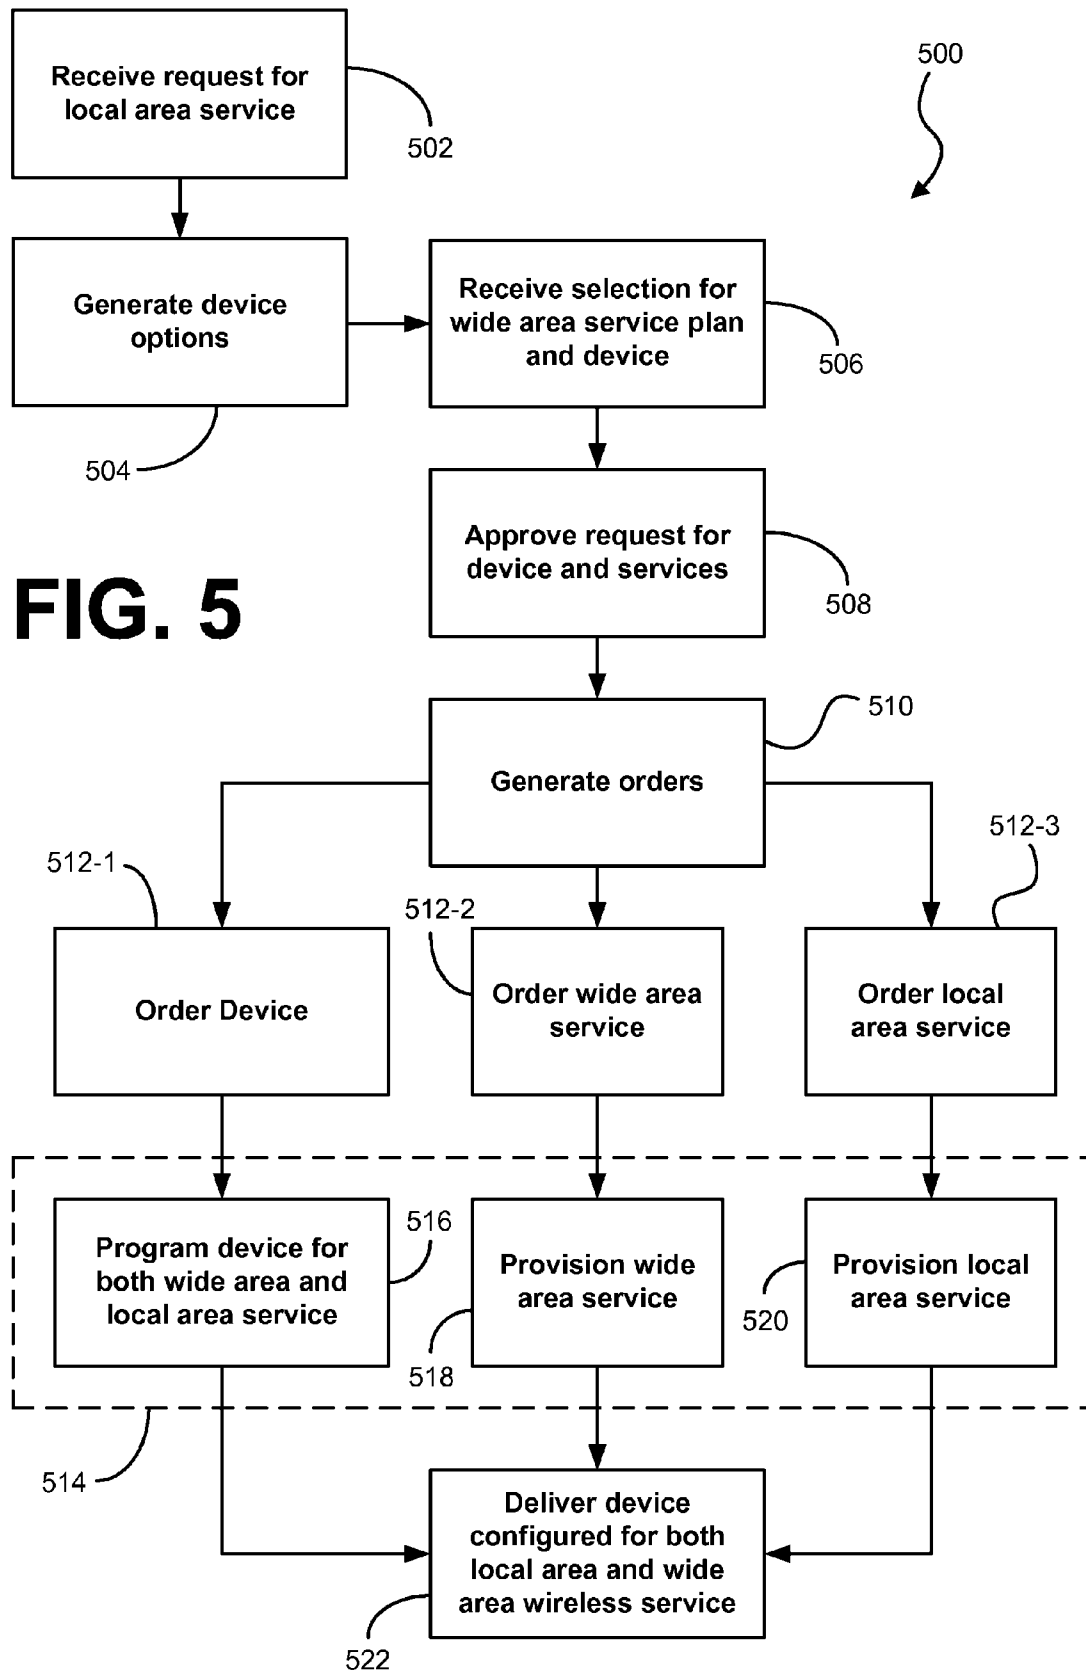 Receive request for
local area service
500
502
Generate device
options
Receive selection for
wide area service plan
and device
506
504
Approve request for
device and services
508
FIG. 5
510
Generate orders
512-1
512-2
512-3
Order Device
Order wide area
service
Order local
area service
Program device for
both wide area and
local area service
516
Provision wide
area service
518
Provision local
area service
520
514
Deliver device
configured for both
local area and wide
area wireless service
522